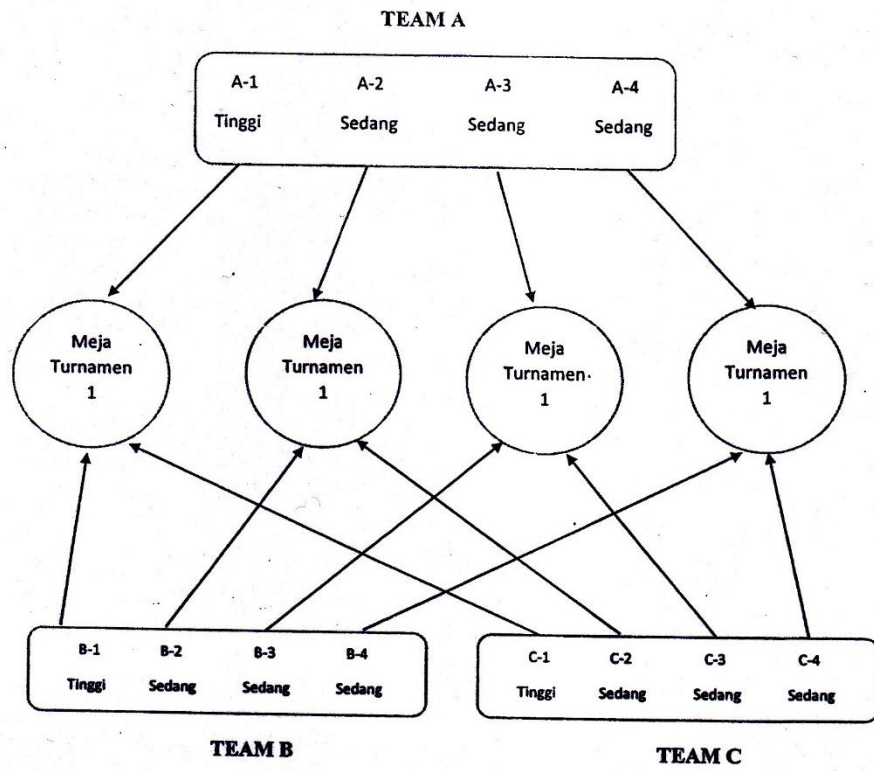 TEAM A
A-1 A-2 A-3 A-4
Tinggi Sedang Sedang Sedang
Meja Turnamen 1
Meja Turnamen 1
Meja Turnamen 1
Meja Turnamen 1
B-1 B-2 B-3 B-4
Tinggi Sedang Sedang Sedang
C-1 C-2 C-3 C-4
Tinggi Sedang Sedang Sedang
TEAM B
TEAM C